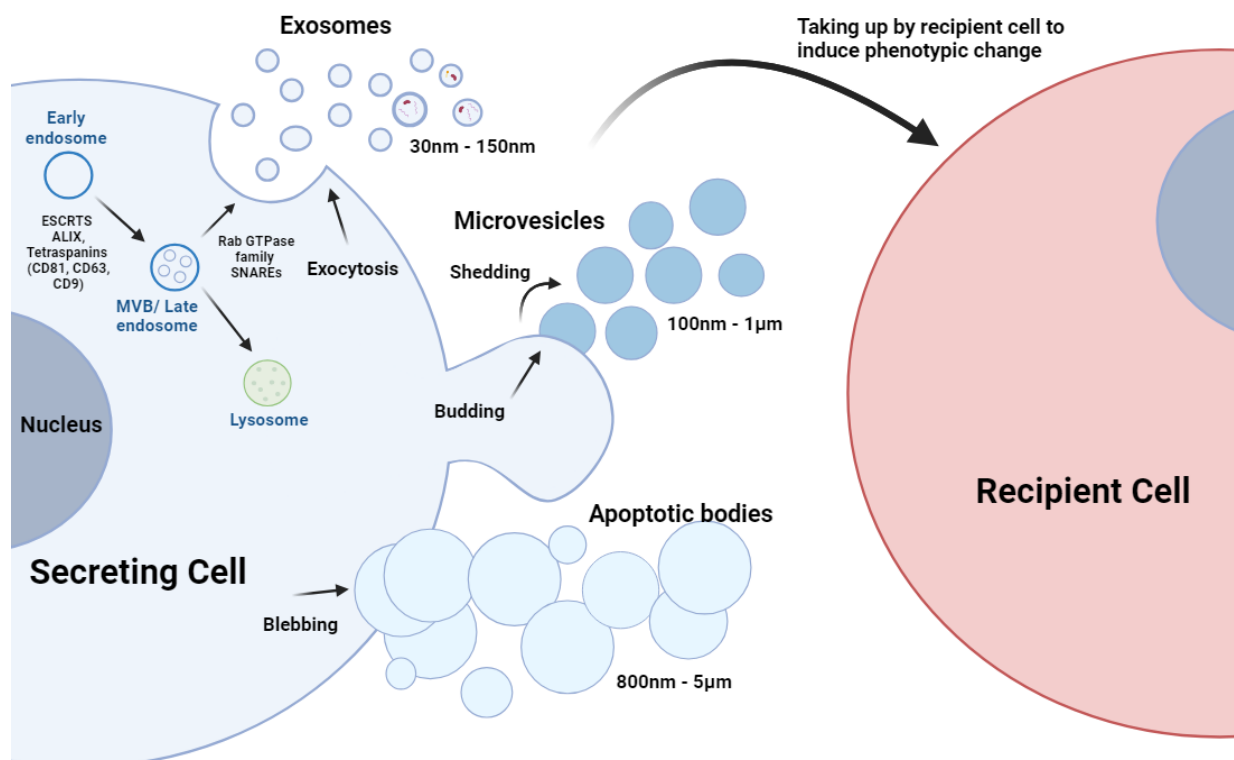 Exosomes
Taking up by recipient cell to
induce phenotypic change
Early
endosome
30nm - 150nm
ESCRTS
ALIX,
Tetraspanins
(CD81, CD63,
CD9)
Rab GTPase
family
SNAREs
Exocytosis
MVB/ Late
endosome
Microvesicles
Shedding
100nm - 1µm
Budding
Lysosome
Nucleus
Recipient Cell
Secreting Cell
Apoptotic bodies
Blebbing
800nm - 5µm